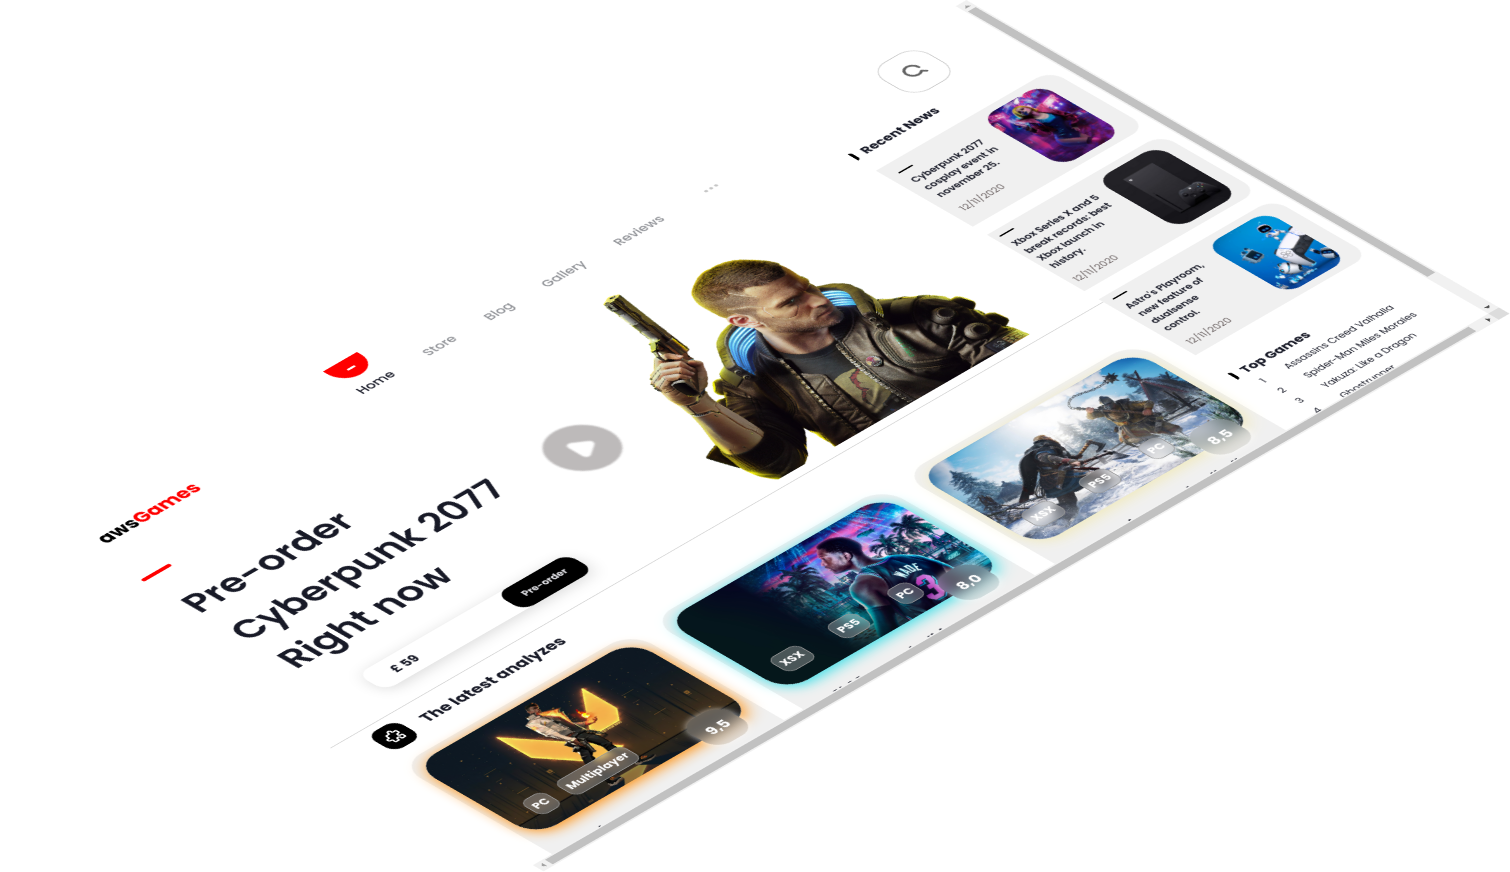 awsGames
Home
Store
Blog
Gallery
Reviews
...
Pre-order
Cyberpunk 2077
Right now
£ 59
Pre-order
The latest analyzes
PC
Multiplayer
9,5
XSX
PS5
PC
8,0
WADE
3
XSX
PS5
PC
8,5
Recent News
Cyberpunk 2077
cosplay event in
november 25.
12/11/2020
Xbox Series X and S
break records: best
Xbox launch in
history.
12/11/2020
Astro's Playroom,
new feature of
dualsense
control.
12/11/2020
Top Games
1 Assassins Creed Valhalla
2 Spider-Man Miles Morales
3 Yakuza: Like a Dragon
4 Ghostrunner